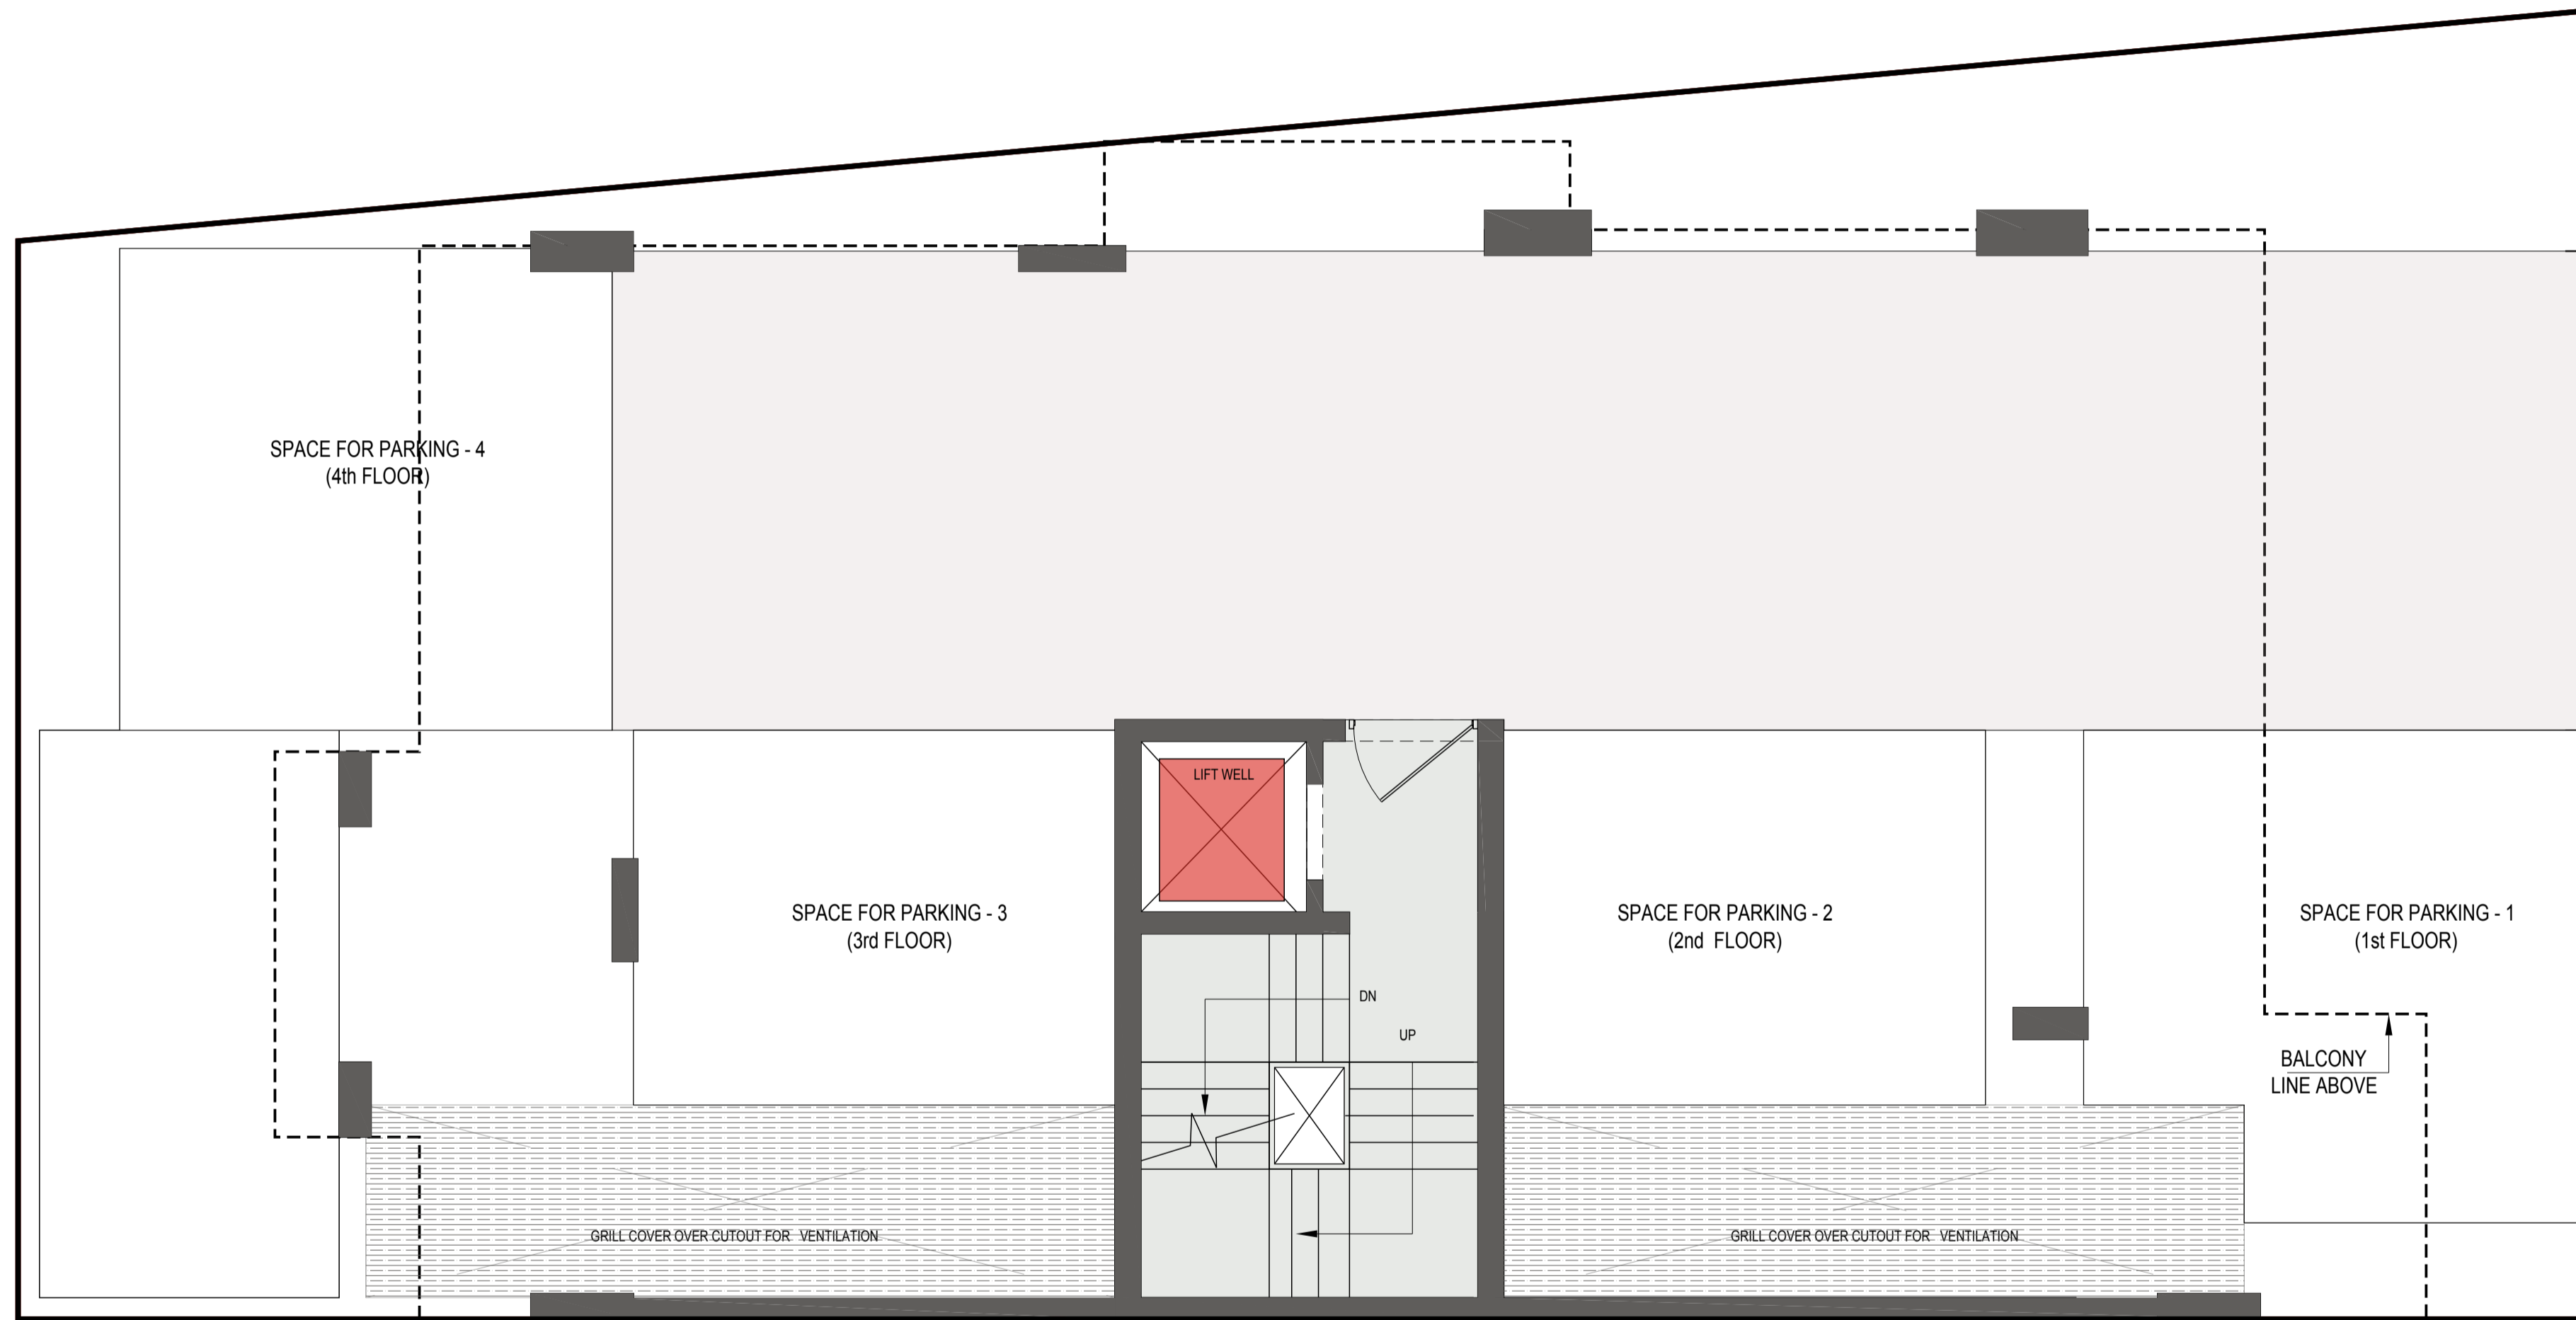 SPACE FOR PARKING - 4
(4th FLOOR)
LIFT WELL
SPACE FOR PARKING - 3
(3rd FLOOR)
SPACE FOR PARKING - 2
(2nd FLOOR)
SPACE FOR PARKING - 1
(1st FLOOR)
DN
UP
BALCONY
LINE ABOVE
GRILL COVER OVER CUTOUT FOR VENTILATION
GRILL COVER OVER CUTOUT FOR VENTILATION